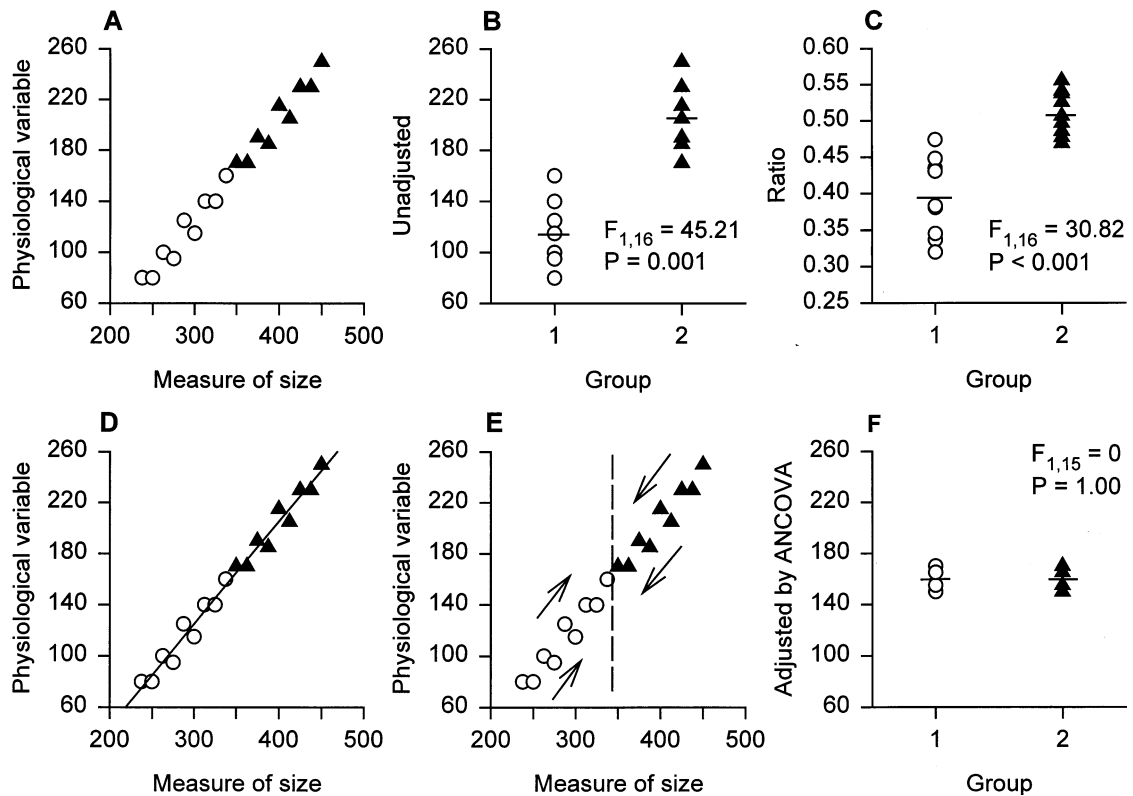 A
Physiological variable
260
220
180
140
100
60
200
300
400
500
Measure of size
B
Unadjusted
260
220
180
140
100
60
F1,16 = 45.21
P = 0.001
1
2
Group
C
Ratio
0.60
0.55
0.50
0.45
0.40
0.35
0.30
0.25
F1,16 = 30.82
P < 0.001
1
2
Group
D
Physiological variable
260
220
180
140
100
60
200
300
400
500
Measure of size
E
Physiological variable
260
220
180
140
100
60
200
300
400
500
Measure of size
F
Adjusted by ANCOVA
260
220
180
140
100
60
F1,15 = 0
P = 1.00
1
2
Group